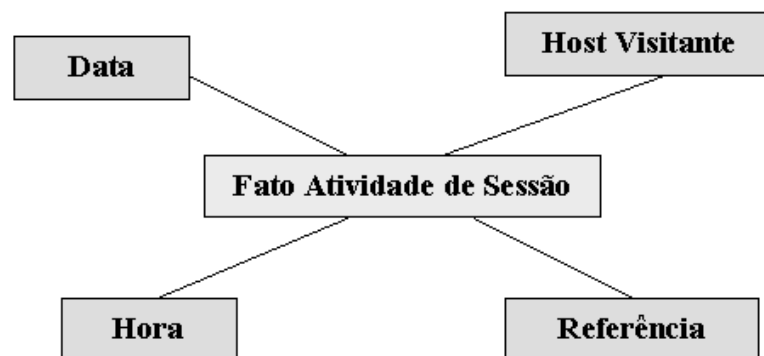 Data
Host Visitante
Fato Atividade de Sessão
Hora
Referência